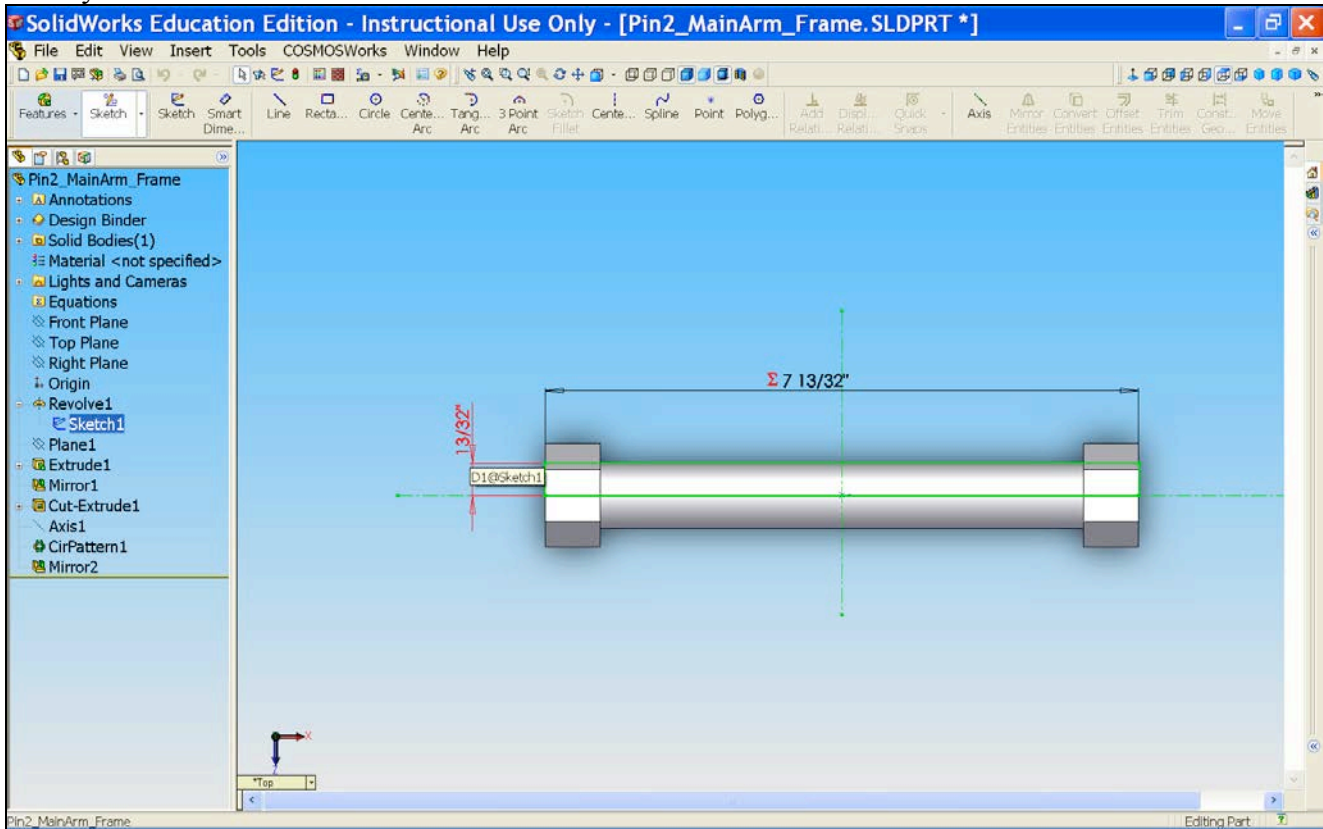 SolidWorks Education Edition - Instructional Use Only - [Pin2_MainArm_Frame.SLDPRT *]
File Edit View Insert Tools COSMOSWorks Window Help
Features Sketch Sketch Smart Dime... Line Recta... Circle Cente... Arc Tang... Arc 3 Point Arc Sketch Fillet Cente... Spline Point Polyg... Add Relati... Displ... Relati... Quick Snaps Axis Mirror Entities Convert Entities Offset Entities Trim Entities Const... Geo... Move Entities
Pin2_MainArm_Frame
Annotations
Design Binder
Solid Bodies(1)
Material <not specified>
Lights and Cameras
Equations
Front Plane
Top Plane
Right Plane
Origin
Revolve1
Sketch1
Plane1
Extrude1
Mirror1
Cut-Extrude1
Axis1
CirPattern1
Mirror2
Σ 7 13/32"
13/32"
D1@Sketch1
X
Z
*Top
Pin2_MainArm_Frame Editing Part